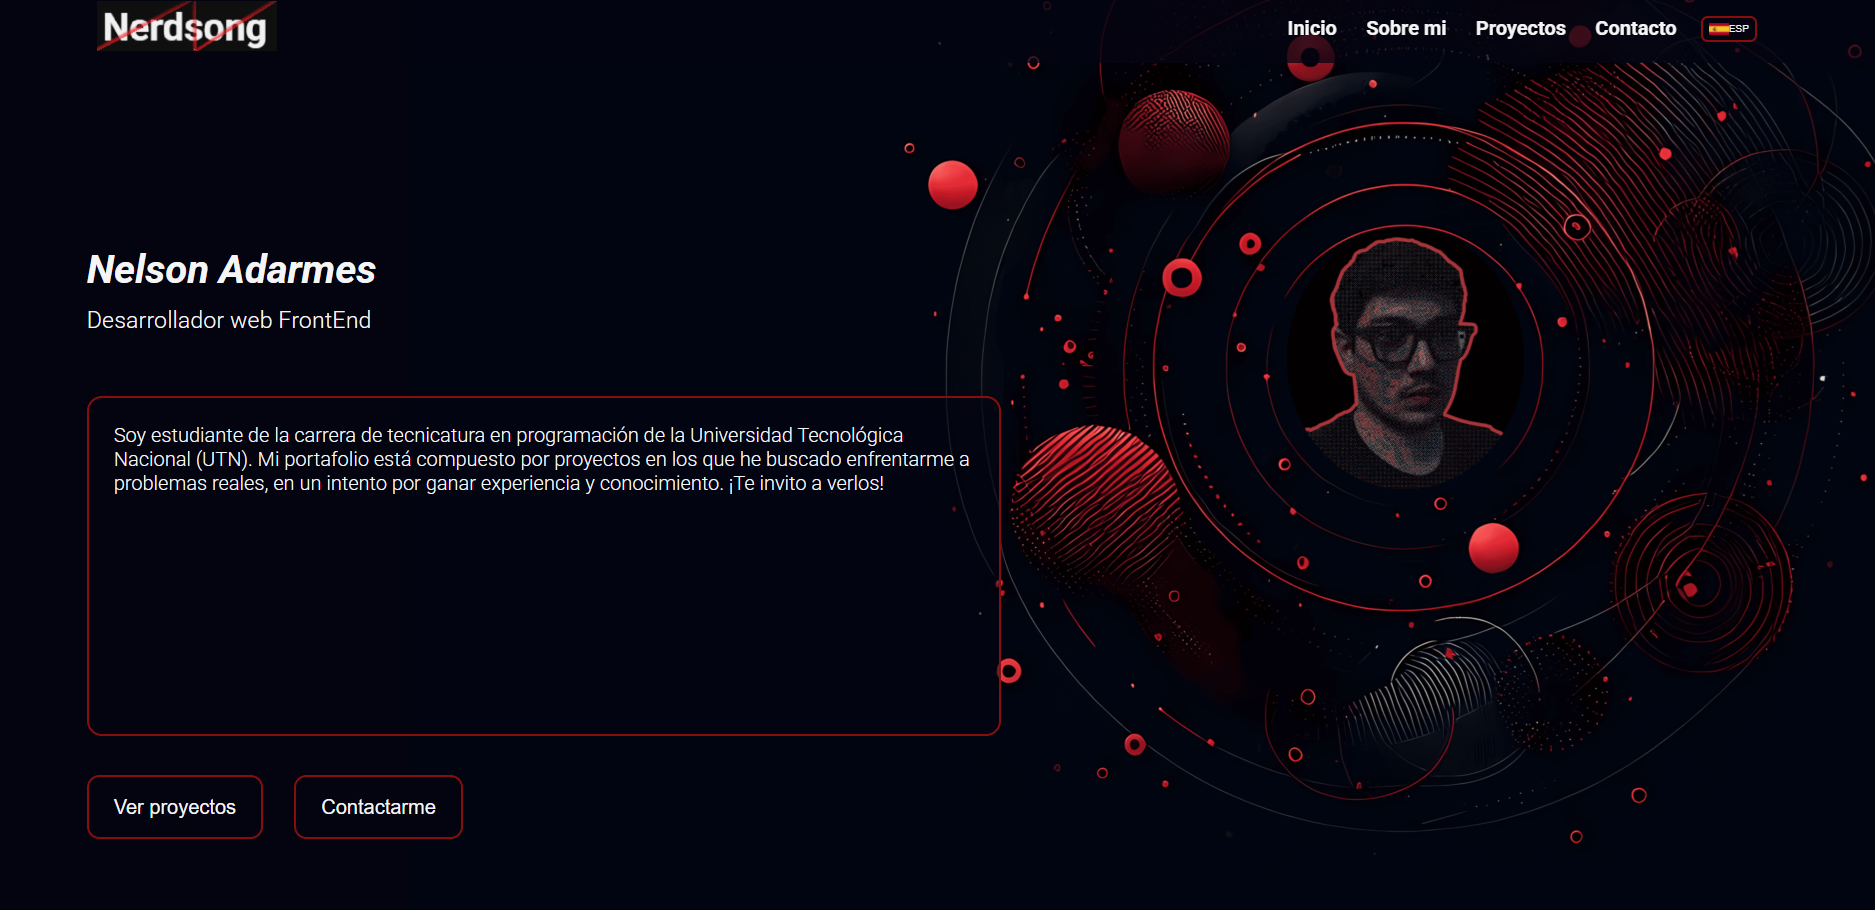 Nerdsong
Inicio Sobre mi Proyectos Contacto ESP
Nelson Adarmes
Desarrollador web FrontEnd
Soy estudiante de la carrera de tecnicatura en programación de la Universidad Tecnológica
Nacional (UTN). Mi portafolio está compuesto por proyectos en los que he buscado enfrentarme a
problemas reales, en un intento por ganar experiencia y conocimiento. ¡Te invito a verlos!
Ver proyectos Contactarme